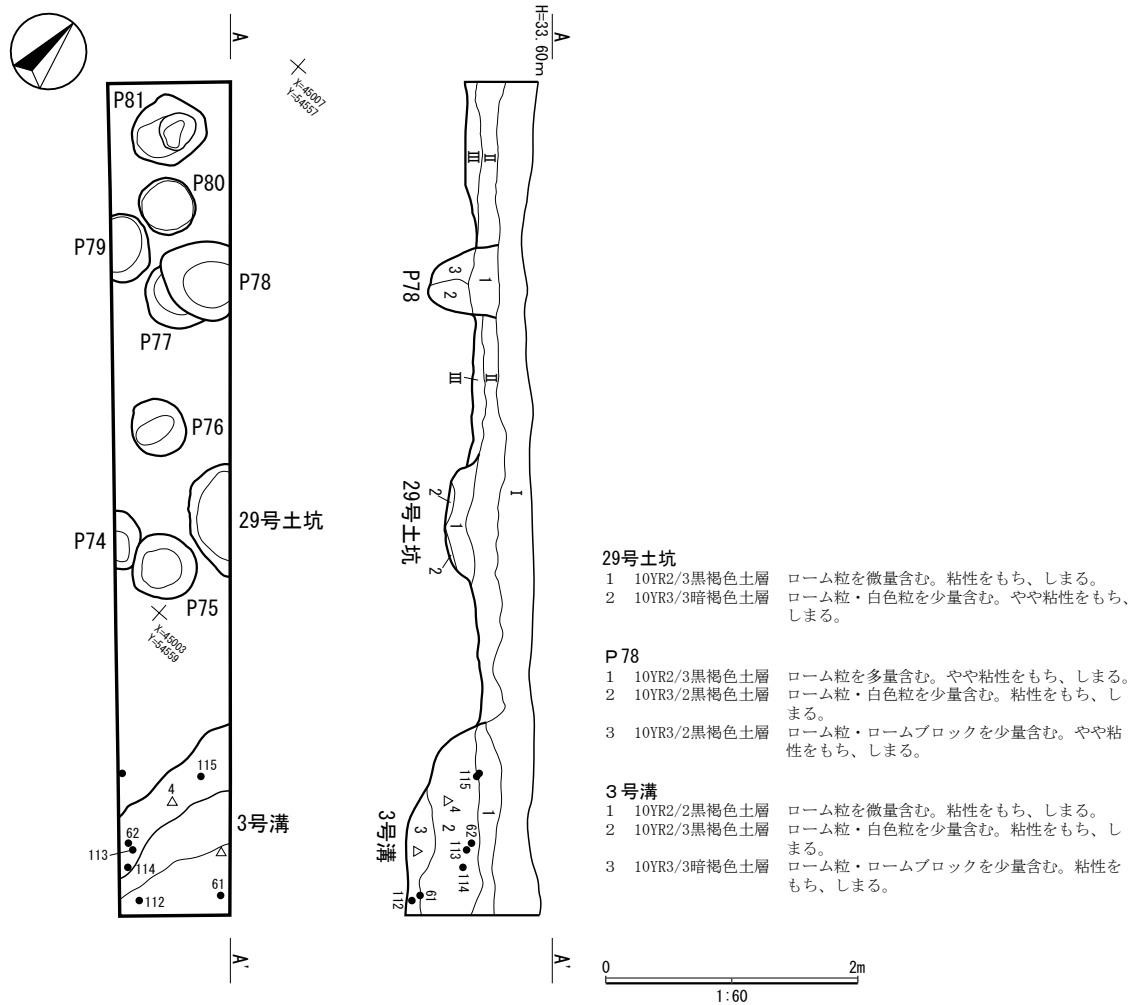 A
X=45007
Y=54557
P81
P80
P79
P78
P77
P76
29号土坑
P74
P75
X=45003
Y=54559
115
4
62
113
114
3号溝
61
112
A'
H=33.60m
A
Ⅲ
Ⅱ
3
1
2
P78
Ⅲ
Ⅱ
Ⅰ
2
1
2
29号土坑
115
4
3
2
1
62
113
114
3号溝
61
112
A'
29号土坑
1 10YR2/3黒褐色土層 ローム粒を微量含む。粘性をもち、しまる。
2 10YR3/3暗褐色土層 ローム粒・白色粒を少量含む。やや粘性をもち、
しまる。
P78
1 10YR2/3黒褐色土層 ローム粒を多量含む。やや粘性をもち、しまる。
2 10YR3/2黒褐色土層 ローム粒・白色粒を少量含む。粘性をもち、し
まる。
3 10YR3/2黒褐色土層 ローム粒・ロームブロックを少量含む。やや粘
性をもち、しまる。
3号溝
1 10YR2/2黒褐色土層 ローム粒を微量含む。粘性をもち、しまる。
2 10YR2/3黒褐色土層 ローム粒・白色粒を少量含む。粘性をもち、し
まる。
3 10YR3/3暗褐色土層 ローム粒・ロームブロックを少量含む。粘性を
もち、しまる。
0 2m
1:60